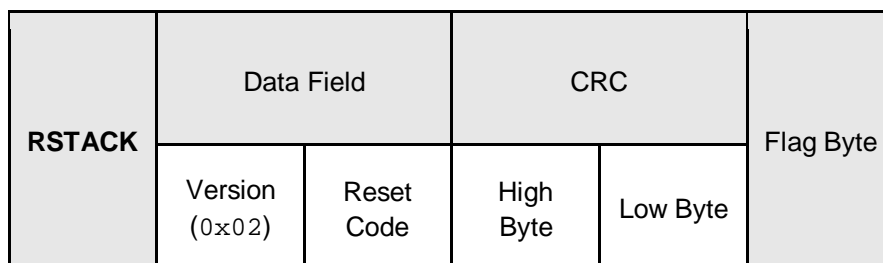 RSTACK
Data Field
CRC
Flag Byte
Version
(0x02)
Reset
Code
High
Byte
Low Byte